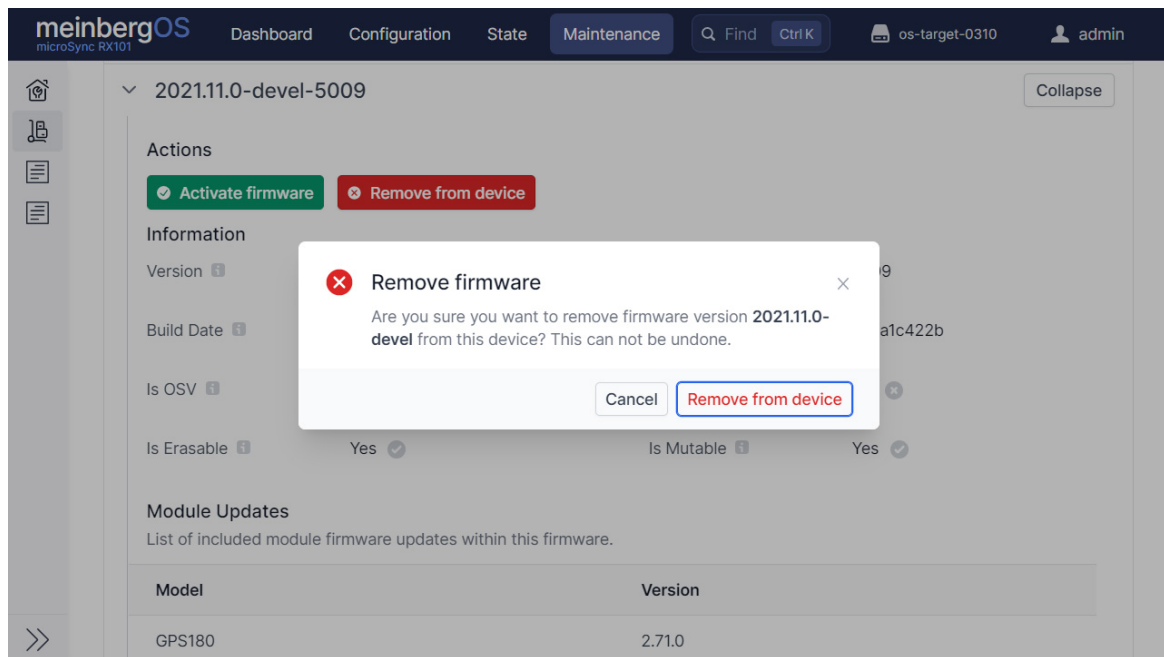 meinbergOS
microSync RX101
Dashboard Configuration State Maintenance Find Ctrl K os-target-0310 admin
2021.11.0-devel-5009 Collapse
Actions
Activate firmware Remove from device
Information
Version 9
Remove firmware
Are you sure you want to remove firmware version 2021.11.0-
devel from this device? This can not be undone.
Build Date a1c422b
Is OSV
Cancel Remove from device
Is Erasable Yes Is Mutable Yes
Module Updates
List of included module firmware updates within this firmware.
Model Version
GPS180 2.71.0